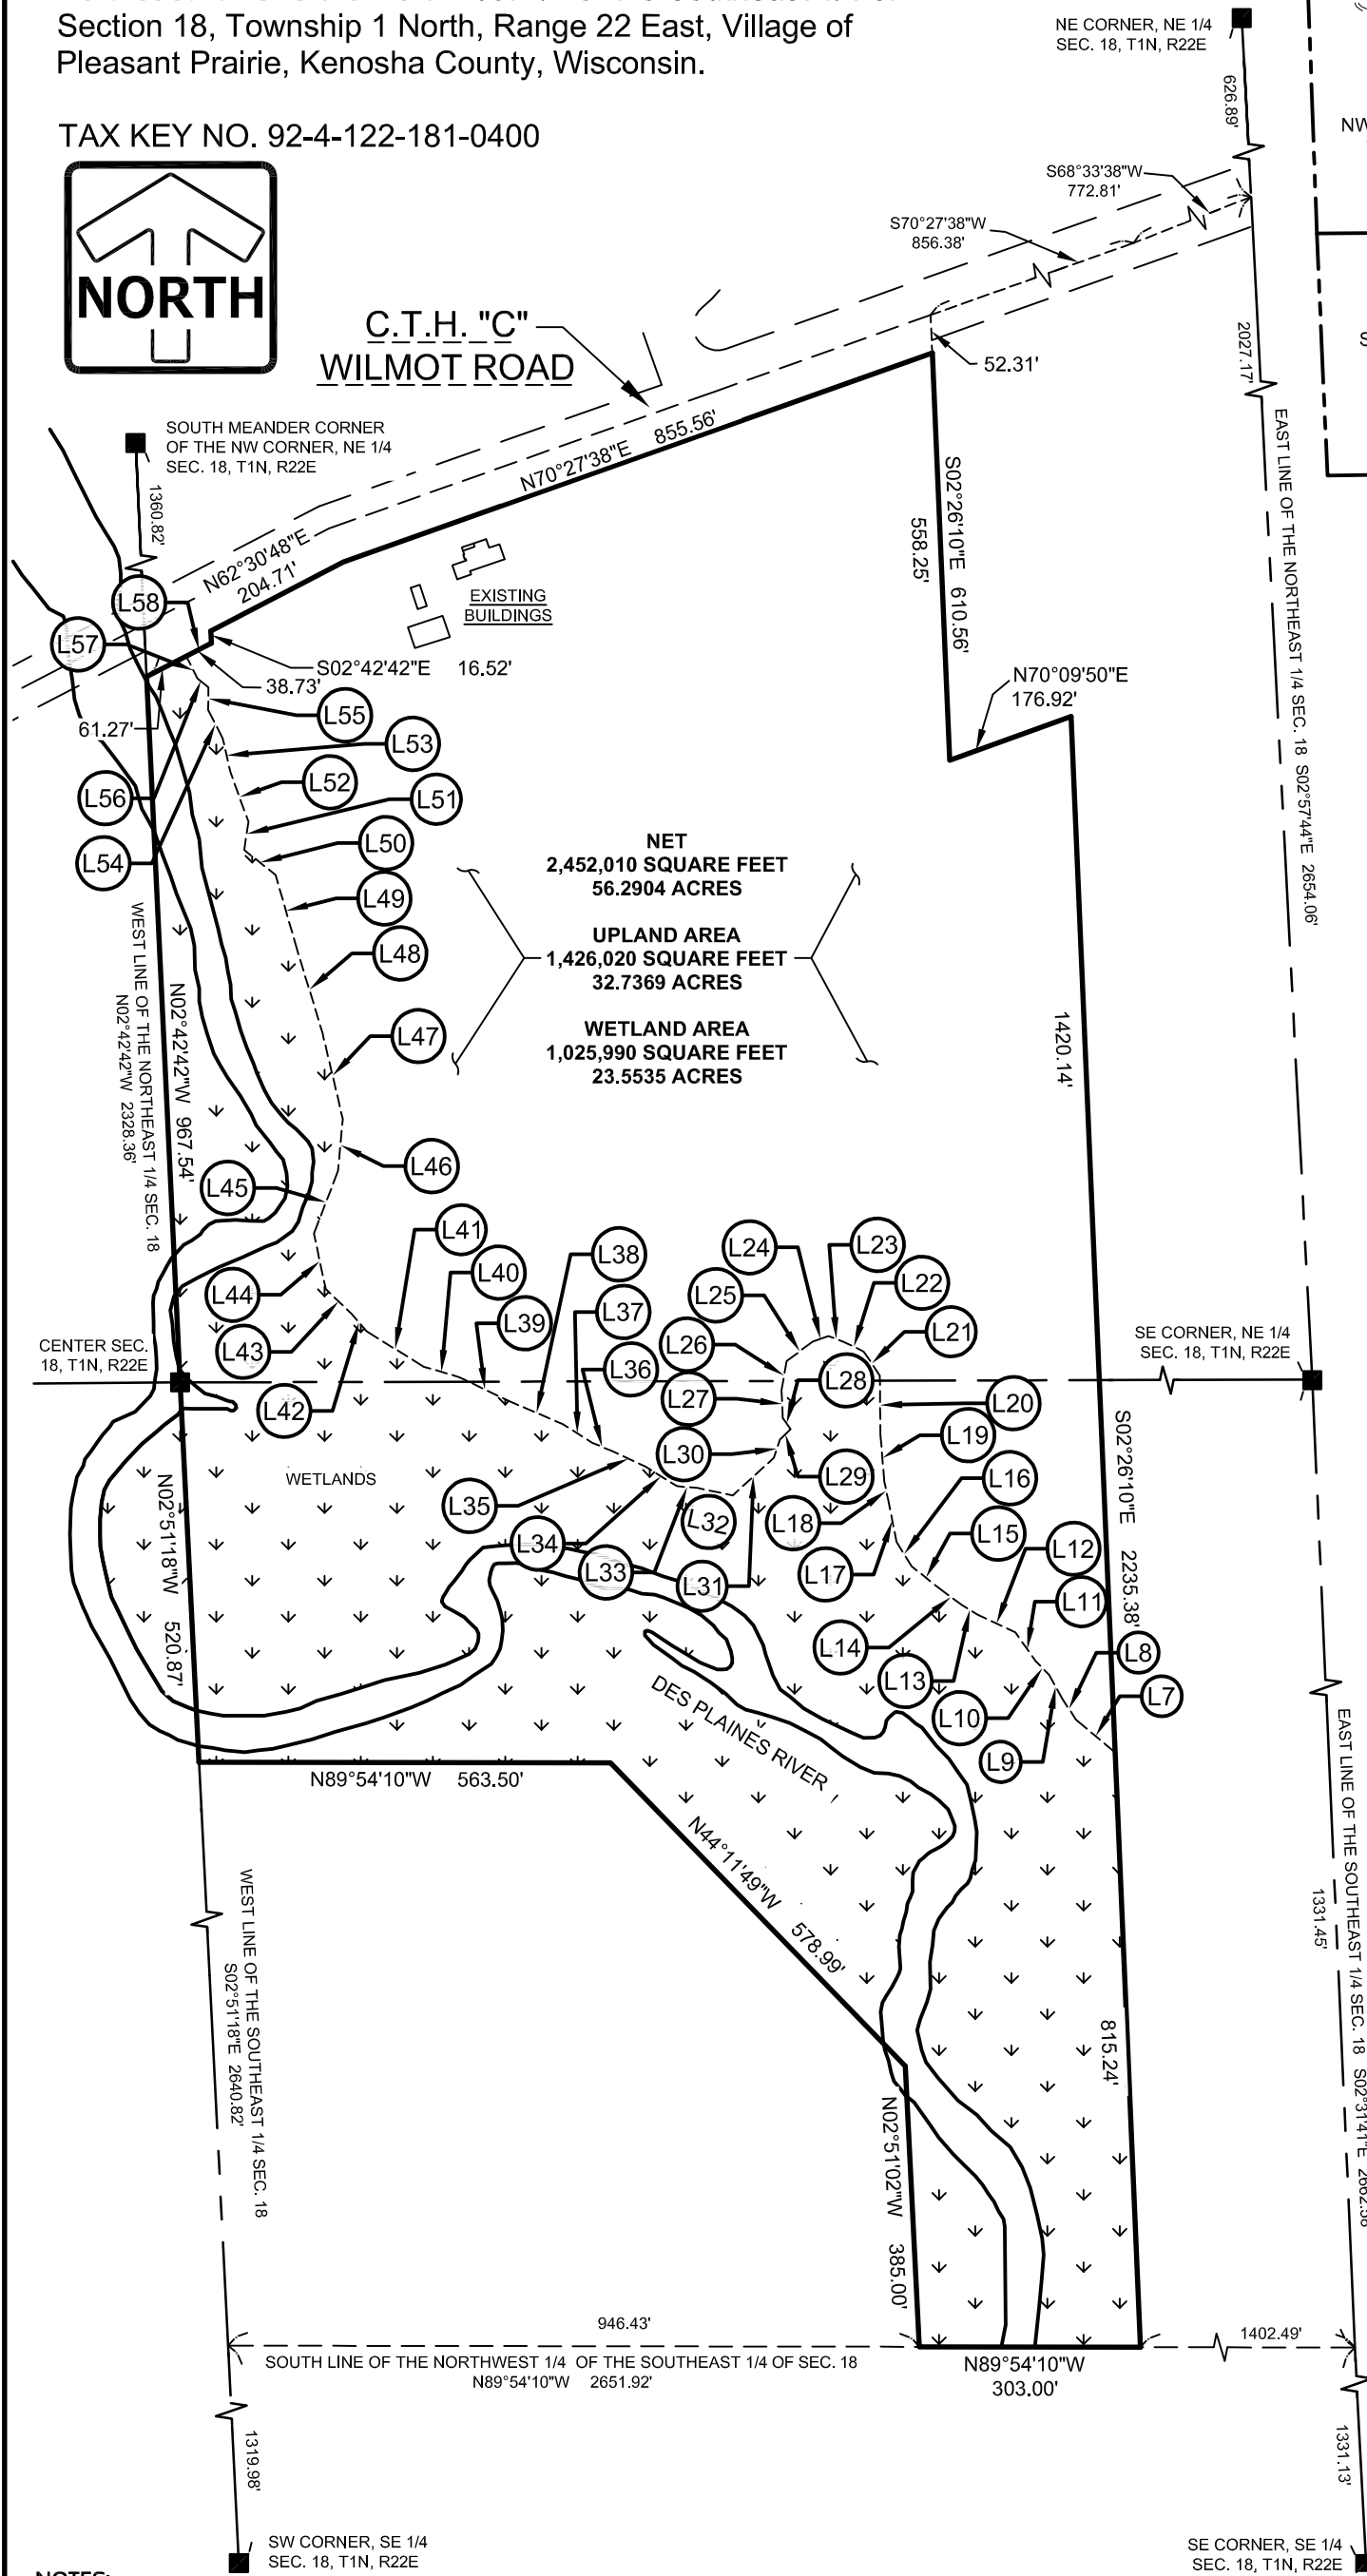 Section 18, Township 1 North, Range 22 East, Village of
Pleasant Prairie, Kenosha County, Wisconsin.
TAX KEY NO. 92-4-122-181-0400
NORTH
NE CORNER, NE 1/4
SEC. 18, T1N, R22E
626.89'
NW
S68°33'38"W
772.81'
S70°27'38"W
856.38'
C.T.H. "C"
WILMOT ROAD
52.31'
2027.17'
S
SOUTH MEANDER CORNER
OF THE NW CORNER, NE 1/4
SEC. 18, T1N, R22E
1360.82'
N70°27'38"E 855.56'
N62°30'48"E
204.71'
EXISTING
BUILDINGS
S02°26'10"E 610.56'
558.25'
EAST LINE OF THE NORTHEAST 1/4 SEC. 18 S02°57'44"E 2654.06'
L58
L57
S02°42'42"E 16.52'
38.73'
61.27'
N70°09'50"E
176.92'
L55
L53
L52
L51
L56
L50
L54
L49
L48
L47
NET
2,452,010 SQUARE FEET
56.2904 ACRES
UPLAND AREA
1,426,020 SQUARE FEET
32.7369 ACRES
WETLAND AREA
1,025,990 SQUARE FEET
23.5535 ACRES
WEST LINE OF THE NORTHEAST 1/4 SEC. 18
N02°42'42"W 2328.36'
N02°42'42"W 967.54'
1420.14'
L46
L45
L41
L40
L38
L24
L23
L22
L25
L44
L39
L37
L21
L26
L43
L36
CENTER SEC.
18, T1N, R22E
SE CORNER, NE 1/4
SEC. 18, T1N, R22E
L28
L27
L20
L42
L19
L30
L29
L16
WETLANDS
L35
L32
L18
L15
L34
L33
L31
L17
L12
L11
L14
L13
L8
L7
L10
L9
S02°26'10"E 2235.38'
N02°51'18"W 520.87'
DES PLAINES RIVER
N89°54'10"W 563.50'
N44°11'49"W 578.99'
EAST LINE OF THE SOUTHEAST 1/4 SEC. 18 S02°31'41"E 2662.58'
1331.45'
WEST LINE OF THE SOUTHEAST 1/4 SEC. 18
S02°51'18"E 2640.82'
815.24'
N02°51'02"W 385.00'
946.43'
1402.49'
SOUTH LINE OF THE NORTHWEST 1/4 OF THE SOUTHEAST 1/4 OF SEC. 18
N89°54'10"W 2651.92'
N89°54'10"W
303.00'
1319.98'
1331.13'
SW CORNER, SE 1/4
SEC. 18, T1N, R22E
SE CORNER, SE 1/4
SEC. 18, T1N, R22E
NOTES: